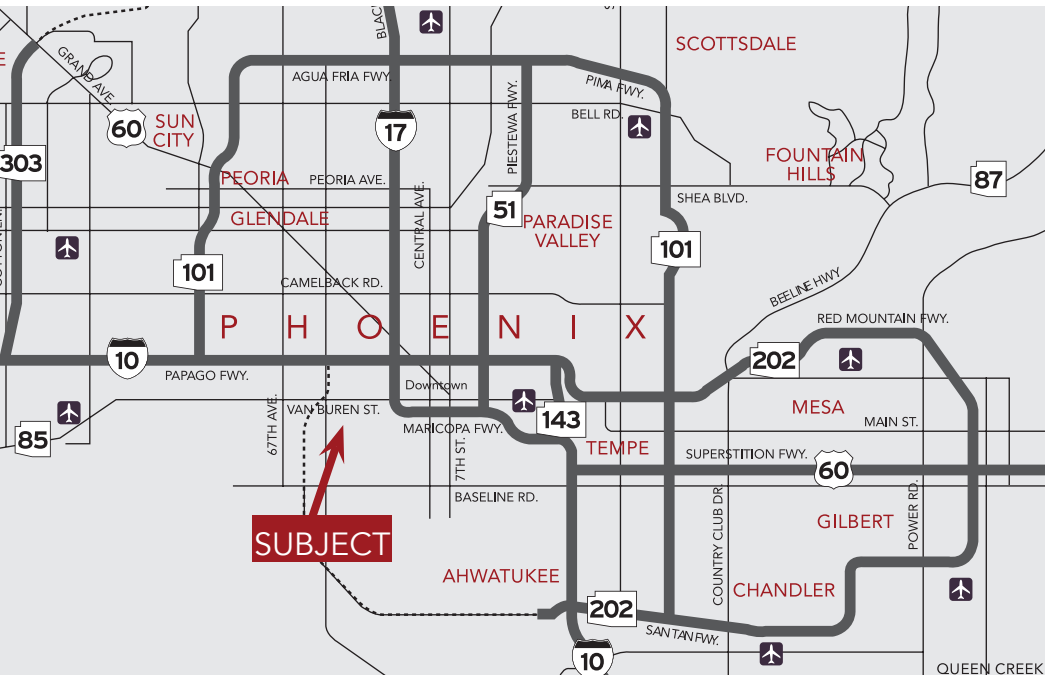 SCOTTSDALE
GRAND AVE.
AGUA FRIA FWY.
PIMA FWY.
BELL RD.
60
SUN
CITY
17
PIESTEWA FWY.
303
FOUNTAIN
HILLS
87
PEORIA
PEORIA AVE.
CENTRAL AVE.
SHEA BLVD.
51
GLENDALE
PARADISE
VALLEY
101
101
CAMELBACK RD.
BEELINE HWY
PHOENIX
RED MOUNTAIN FWY.
10
202
PAPAGO FWY.
Downtown
67TH AVE.
VAN BUREN ST.
143
MESA
MAIN ST.
MARICOPA FWY.
85
7TH ST.
TEMPE
SUPERSTITION FWY.
60
BASELINE RD.
COUNTRY CLUB DR.
POWER RD.
GILBERT
SUBJECT
AHWATUKEE
CHANDLER
202
SAN TAN FWY.
10
QUEEN CREEK